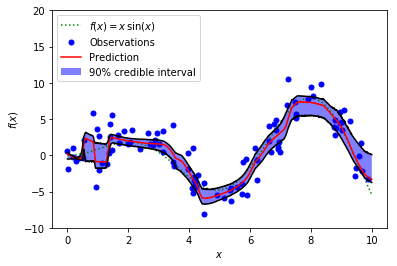 f(x) = x sin(x)
Observations
Prediction
90% credible interval
20
15
10
5
0
−5
−10
f(x)
0
2
4
6
8
10
x